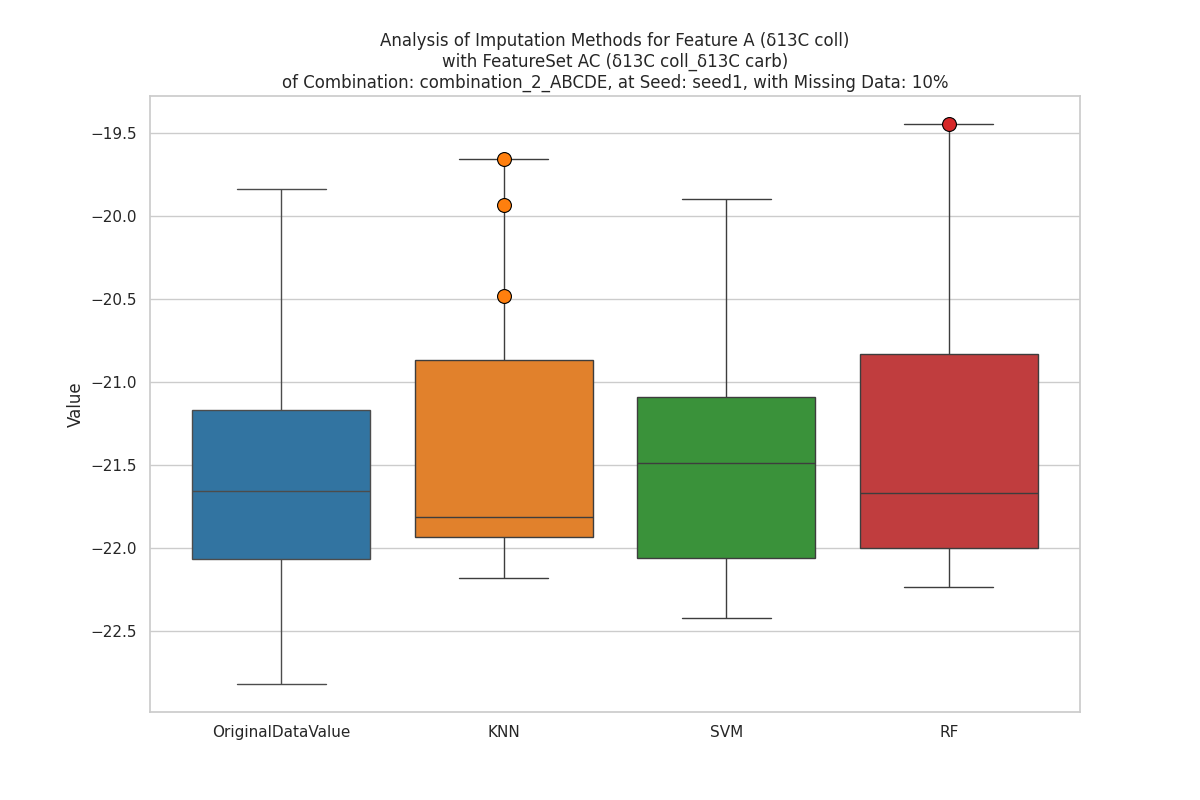 Analysis of Imputation Methods for Feature A (δ13C coll)
with FeatureSet AC (δ13C coll_δ13C carb)
of Combination: combination_2_ABCDE, at Seed: seed1, with Missing Data: 10%
−19.5
−20.0
−20.5
−21.0
−21.5
−22.0
−22.5
Value
OriginalDataValue
KNN
SVM
RF